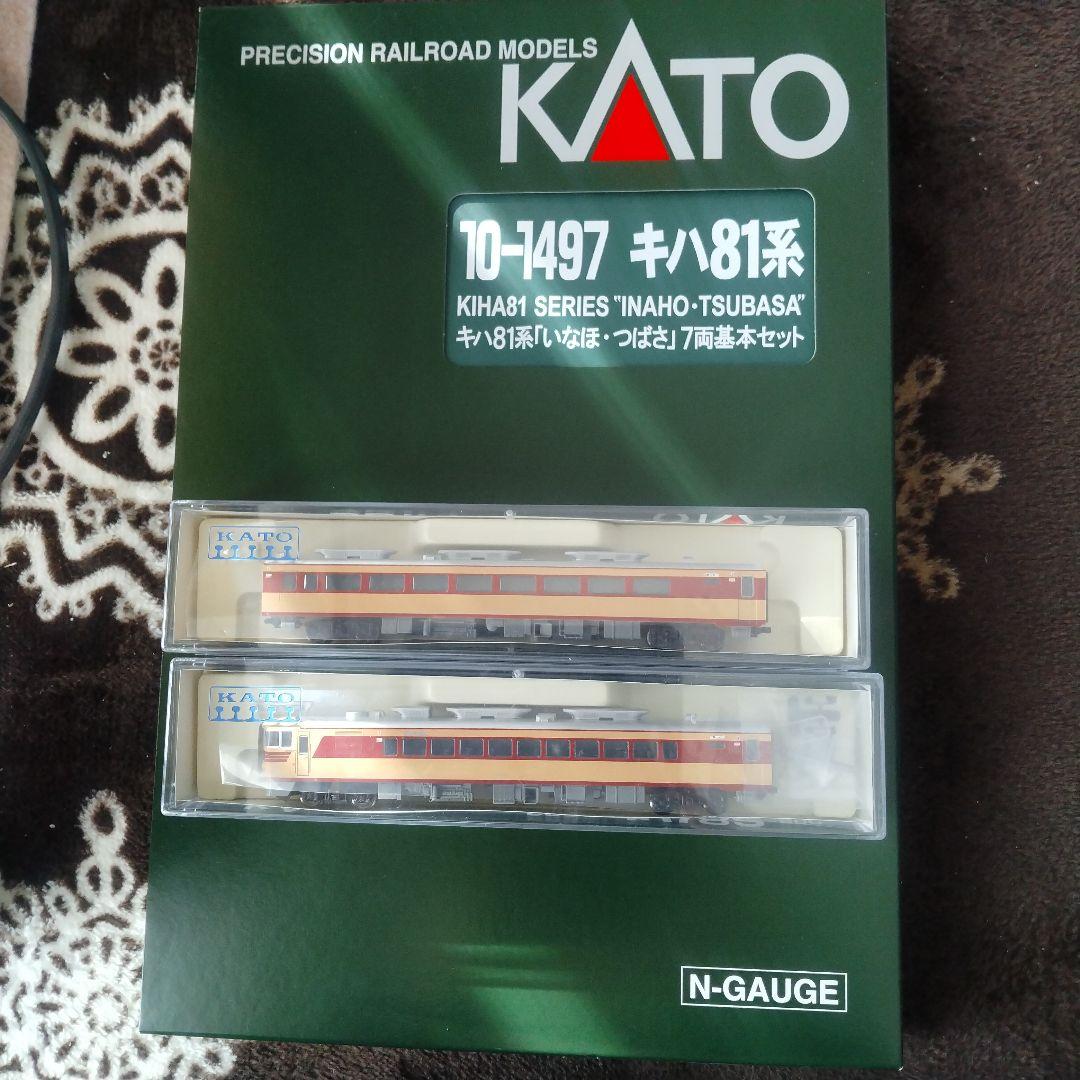 PRECISION RAILROAD MODELS
KATO
10-1497 キハ81系
KIHA81 SERIES "INAHO・TSUBASA"
キハ81系「いなほ・つばさ」7両基本セット
KATO
KATO
KATO
N-GAUGE